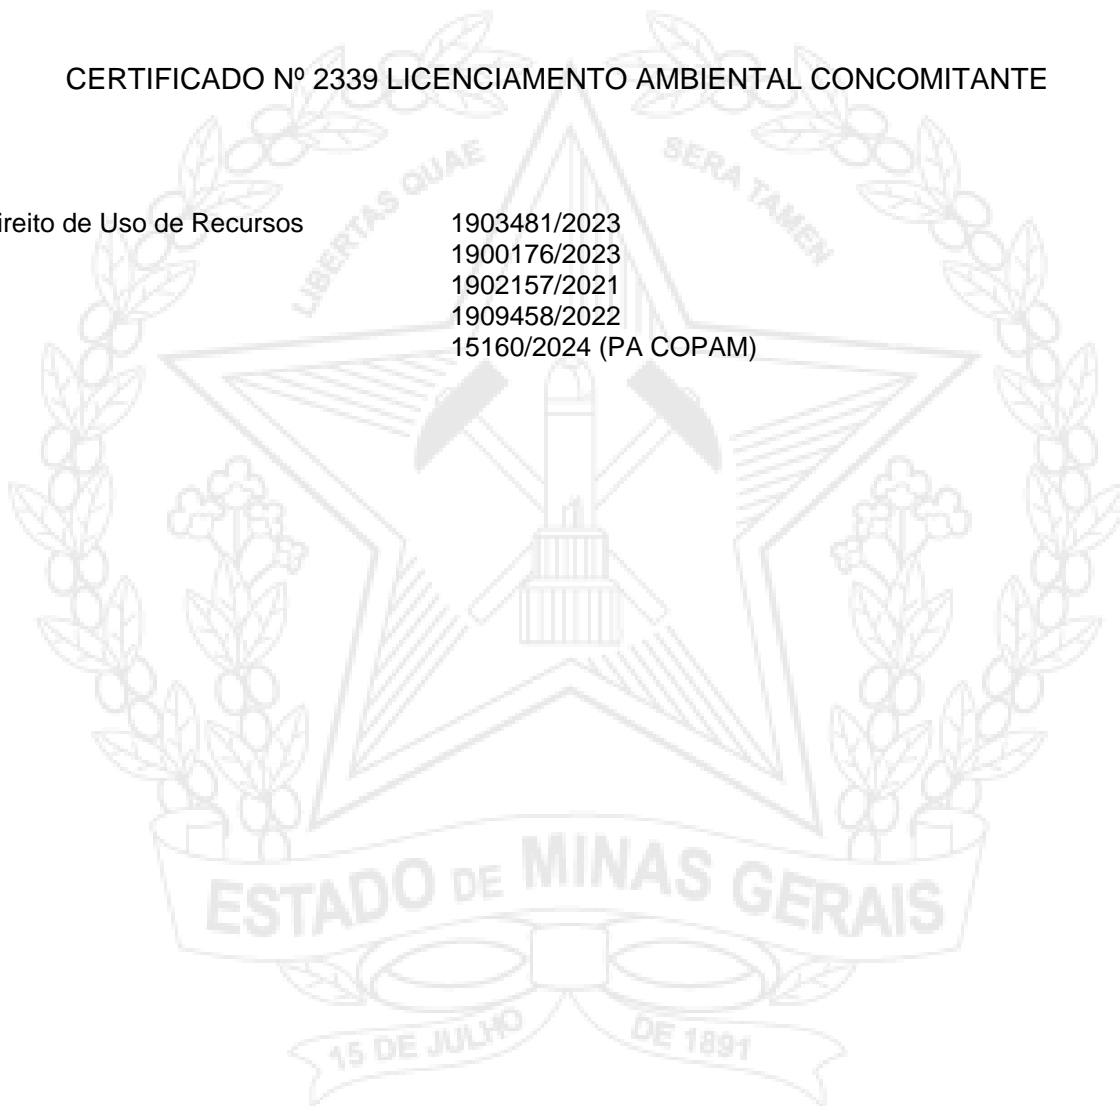 CERTIFICADO Nº 2339 LICENCIAMENTO AMBIENTAL CONCOMITANTE
LIBERTAS QUAE SERA TAMEN
ireito de Uso de Recursos 1903481/2023
1900176/2023
1902157/2021
1909458/2022
15160/2024 (PA COPAM)
ESTADO DE MINAS GERAIS
15 DE JULHO DE 1891